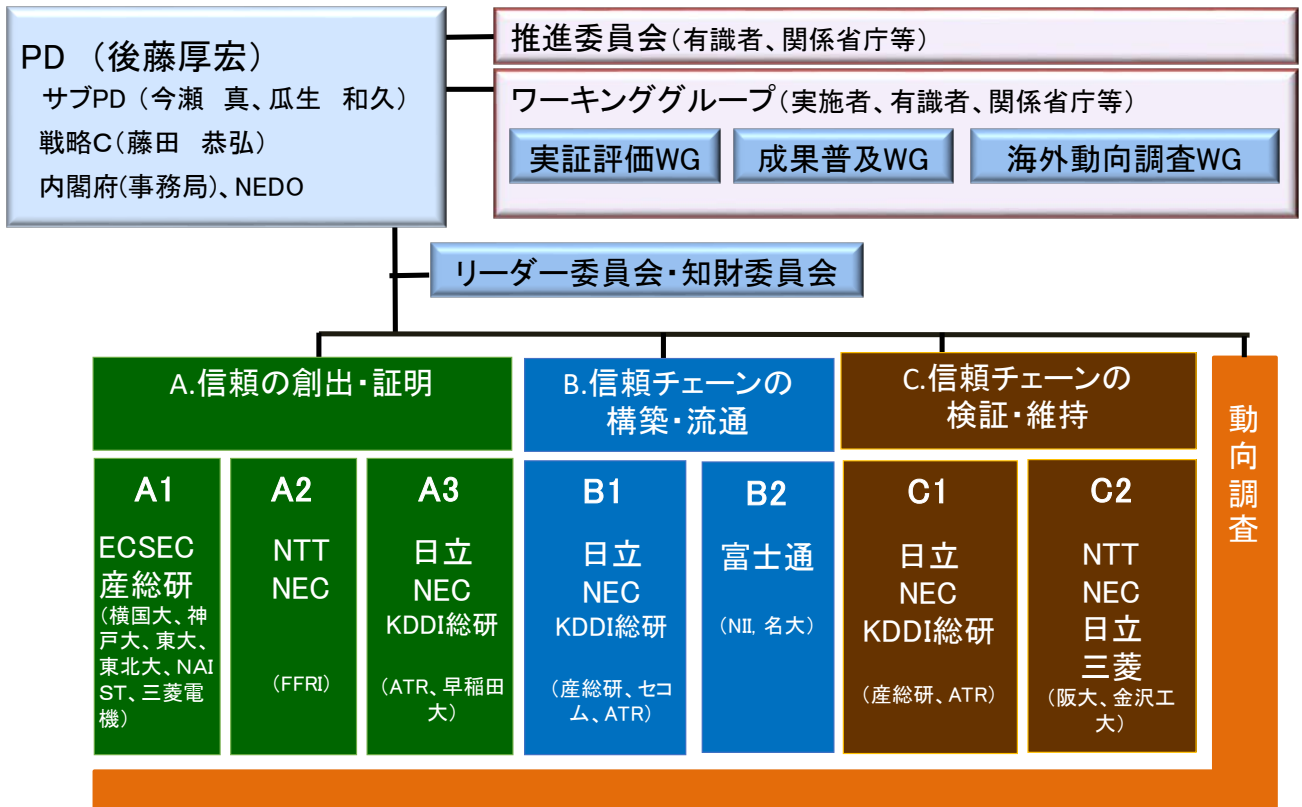 PD （後藤厚宏）
サブPD（今瀬　真、瓜生　和久）
戦略C（藤田　恭弘）
内閣府(事務局)、NEDO
推進委員会（有識者、関係省庁等）
ワーキンググループ（実施者、有識者、関係省庁等）
実証評価WG
成果普及WG
海外動向調査WG
リーダー委員会・知財委員会
A.信頼の創出・証明
B.信頼チェーンの
構築・流通
C.信頼チェーンの
検証・維持
動
向
調
査
A1
ECSEC
産総研
（横国大、神
戸大、東大、
東北大、NAI
ST、三菱電
機）
A2
NTT
NEC
（FFRI）
A3
日立
NEC
KDDI総研
（ATR、早稲田
大）
B1
日立
NEC
KDDI総研
（産総研、セコ
ム、ATR）
B2
富士通
（NII, 名大）
C1
日立
NEC
KDDI総研
（産総研、ATR）
C2
NTT
NEC
日立
三菱
（阪大、金沢工
大）